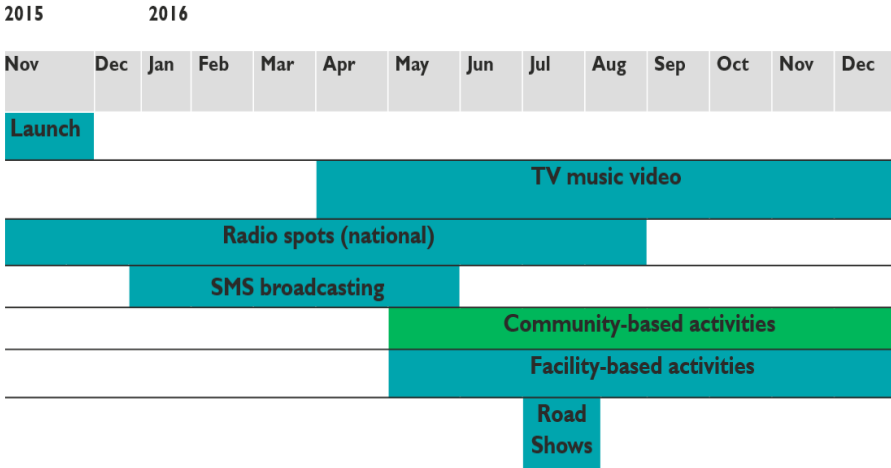 2015 2016
Nov Dec Jan Feb Mar Apr May Jun Jul Aug Sep Oct Nov Dec
Launch
TV music video
Radio spots (national)
SMS broadcasting
Community-based activities
Facility-based activities
Road
Shows